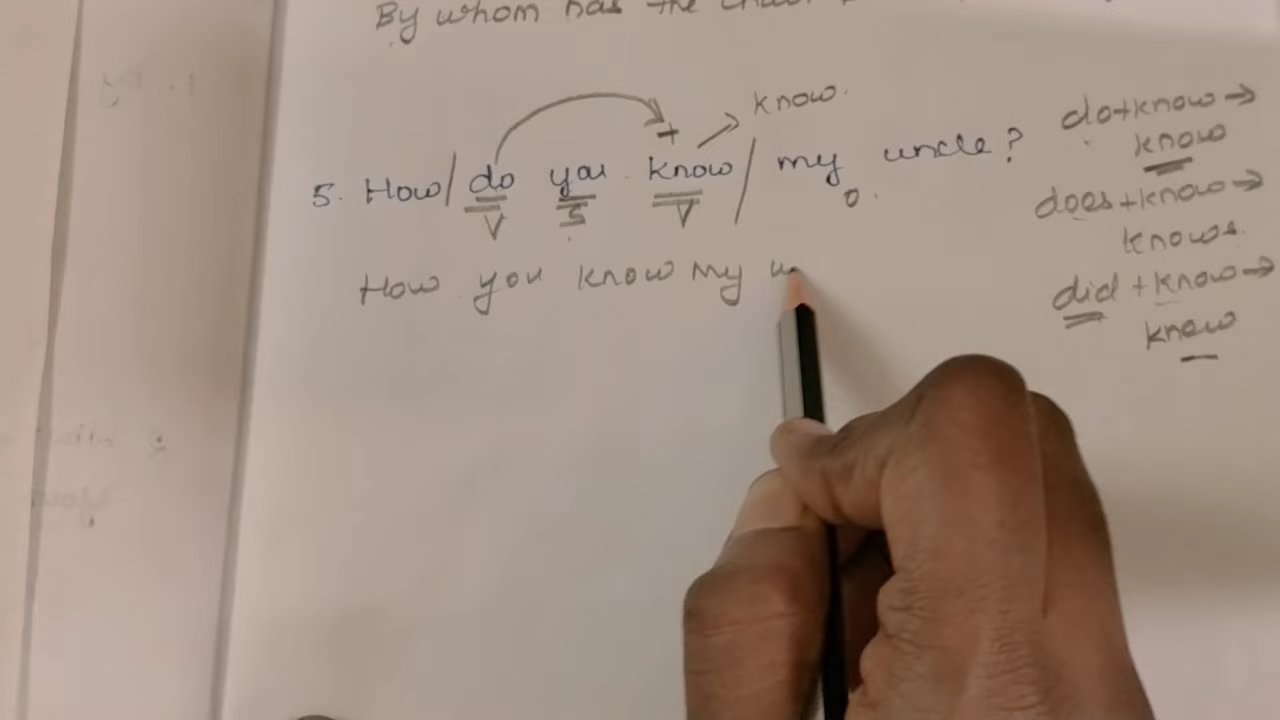 By whom has the
know.
5. How/ do you know/ my uncle?
V S V O.
How you know my u
do+know →
know
does+know →
knows.
did + know →
knew